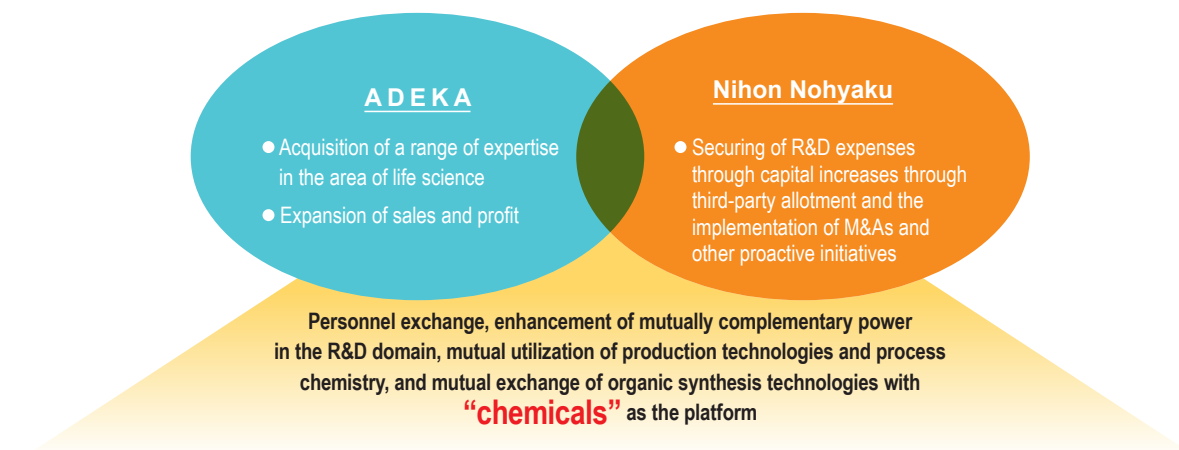 ADEKA
● Acquisition of a range of expertise
in the area of life science
● Expansion of sales and profit
Nihon Nohyaku
● Securing of R&D expenses
through capital increases through
third-party allotment and the
implementation of M&As and
other proactive initiatives
Personnel exchange, enhancement of mutually complementary power
in the R&D domain, mutual utilization of production technologies and process
chemistry, and mutual exchange of organic synthesis technologies with
“chemicals” as the platform